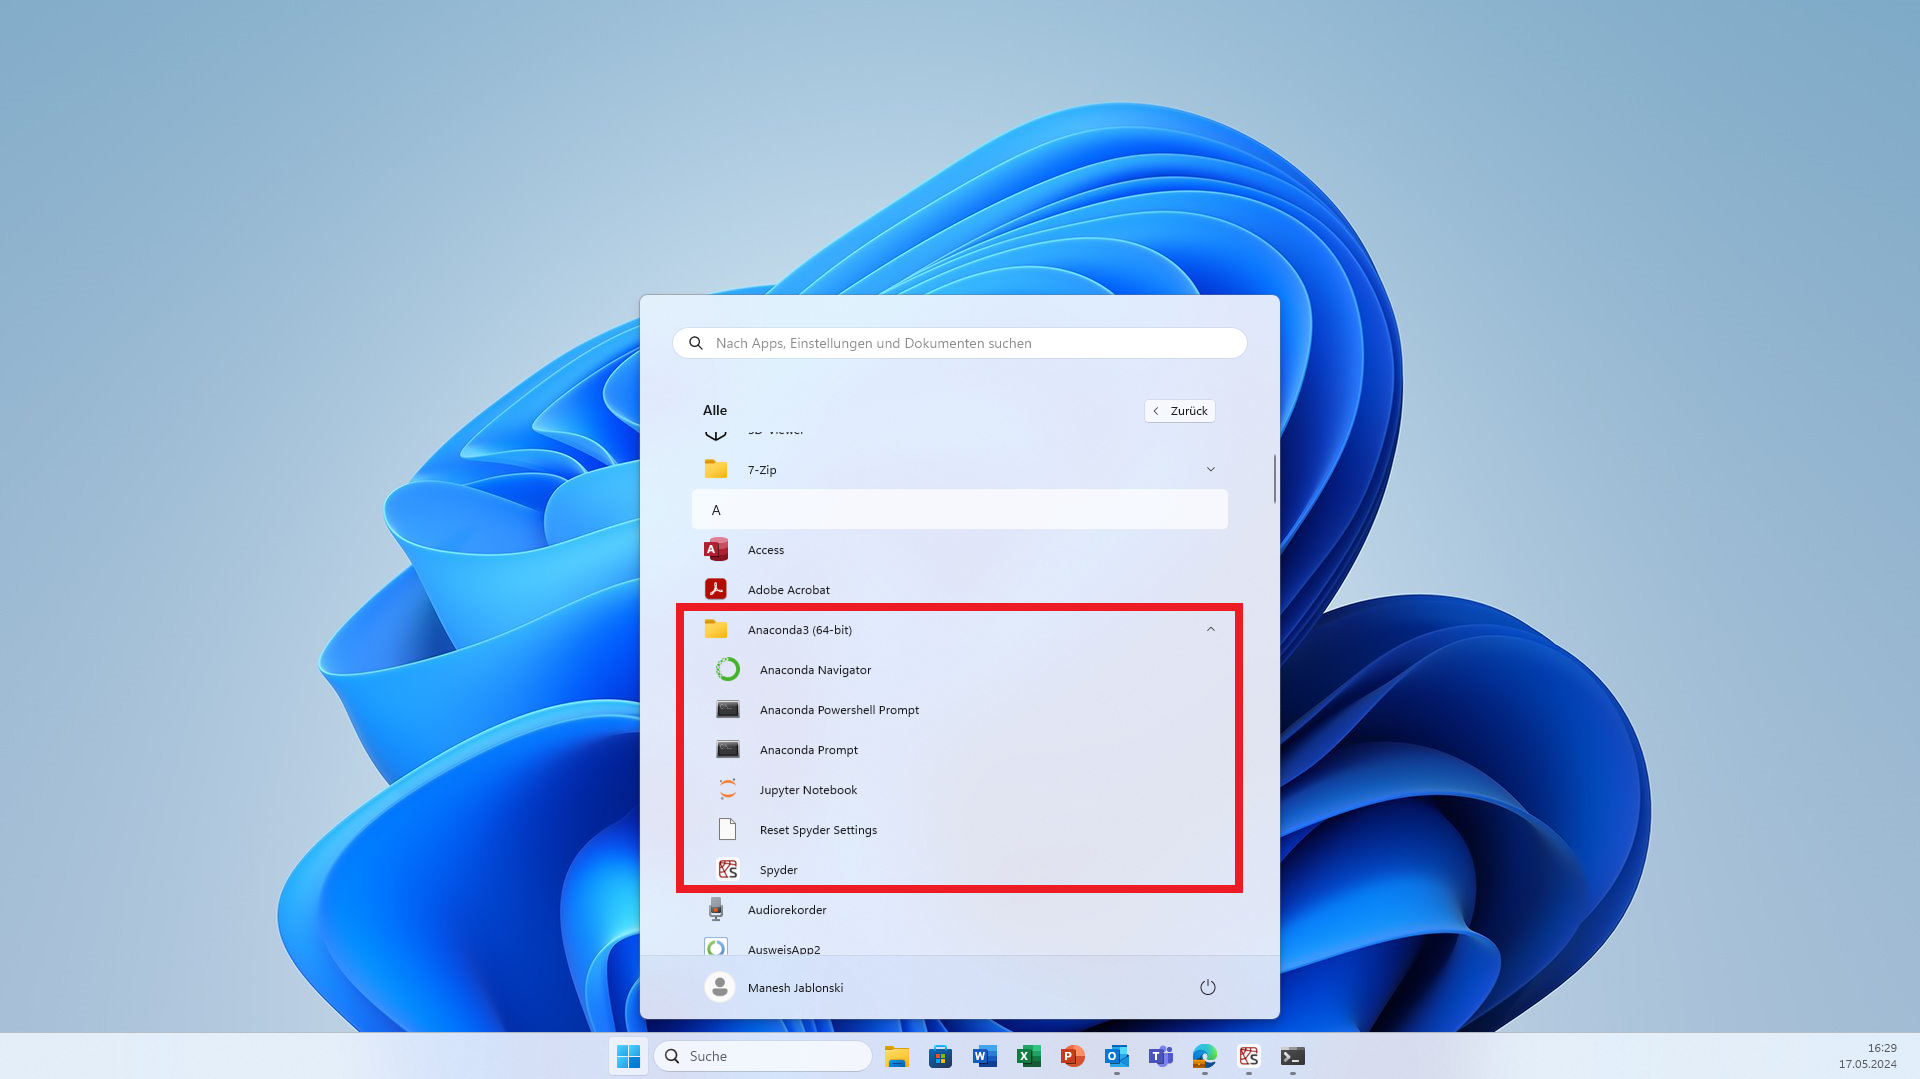 Nach Apps, Einstellungen und Dokumenten suchen
Alle
Zurück
7-Zip
A
Access
Adobe Acrobat
Anaconda3 (64-bit)
Anaconda Navigator
Anaconda Powershell Prompt
Anaconda Prompt
Jupyter Notebook
Reset Spyder Settings
Spyder
Audiorekorder
AusweisApp2
Manesh Jablonski
Suche
16:29
17.05.2024